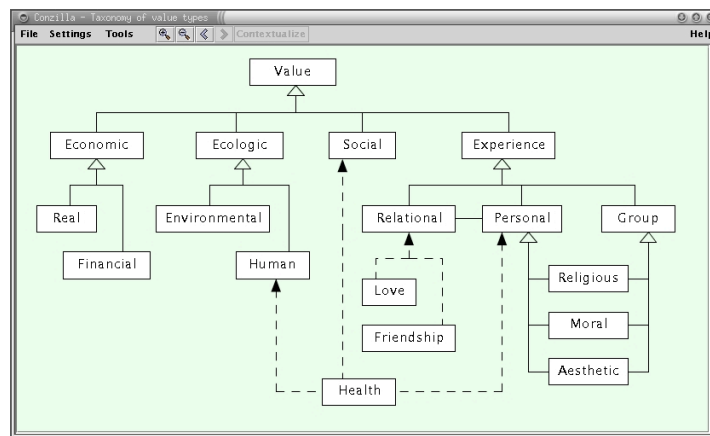 Conzilla - Taxonomy of value types
File Settings Tools Contextualize Help
Value
Economic Ecologic Social Experience
Real Environmental Relational Personal Group
Financial Human Love Religious
Friendship Moral
Health Aesthetic